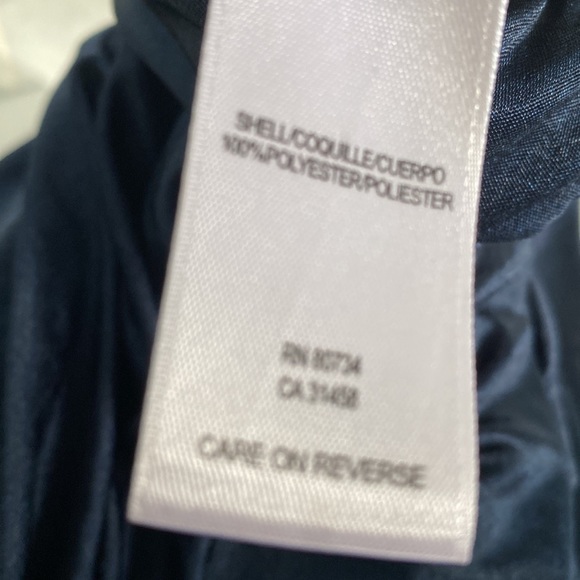 SHELL/COQUILLE/CUERPO
100%POLYESTER/POLIESTER
RN 80734
CA 31458
CARE ON REVERSE